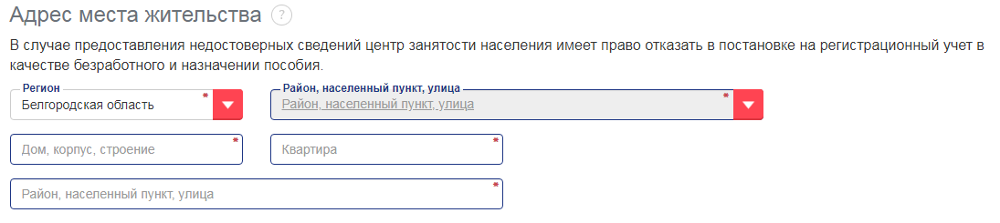 Адрес места жительства ?
В случае предоставления недостоверных сведений центр занятости населения имеет право отказать в постановке на регистрационный учет в
качестве безработного и назначении пособия.
Регион
Белгородская область *
Район, населенный пункт, улица
Район, населенный пункт, улица *
Дом, корпус, строение *
Квартира *
Район, населенный пункт, улица *